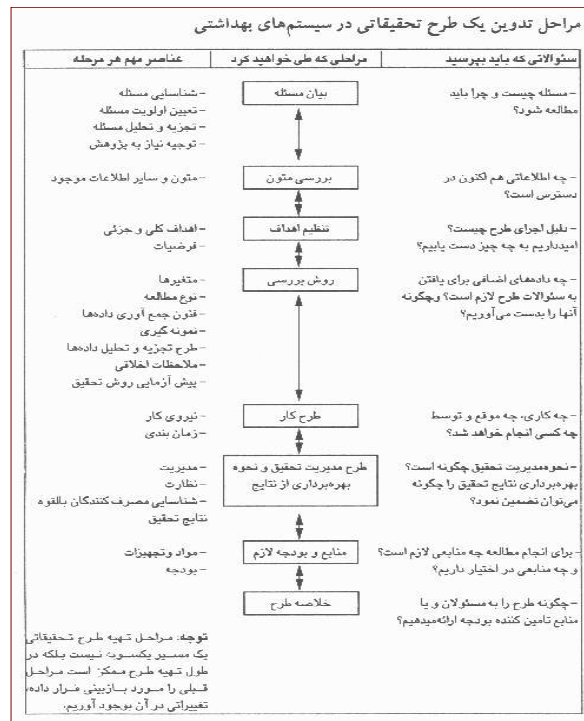 مراحل تدوین یک طرح تحقیقاتی در سیستم‌های بهداشتی
سئوالاتی که باید بپرسید
مراحلی که طی خواهید کرد
عناصر مهم هر مرحله
- مسئله چیست و چرا باید
مطالعه شود؟
بیان مسئله
- شناسایی مسئله
- تعیین اولویت مسئله
- تجزیه و تحلیل مسئله
- توجیه نیاز به پژوهش
- چه اطلاعاتی هم اکنون در
دسترس است؟
بررسی متون
- متون و سایر اطلاعات موجود
- دلیل اجرای طرح چیست؟
امیدداریم به چه چیز دست یابیم؟
تنظیم اهداف
- اهداف کلی و جزئی
- فرضیات
- چه داده‌های اضافی برای یافتن
به سئوالات طرح لازم است؟ وچگونه
آنها را بدست می‌آوریم؟
روش بررسی
- متغیرها
- نوع مطالعه
- فنون جمع آوری داده‌ها
- نمونه گیری
- طرح تجزیه و تحلیل داده‌ها
- ملاحظات اخلاقی
- پیش آزمایی روش تحقیق
- چه کاری، چه موقع و توسط
چه کسی انجام خواهد شد؟
طرح کار
- نیروی کار
- زمان بندی
- نحوه‌مدیریت تحقیق چگونه است؟
بهره‌برداری نتایج تحقیق را چگونه
می‌توان تضمین نمود؟
طرح مدیریت تحقیق و نحوه
بهره‌برداری از نتایج
- مدیریت
- نظارت
- شناسایی مصرف کنندگان بالقوه
نتایج تحقیق
- برای انجام مطالعه چه منابعی لازم است؟
و چه منابعی در اختیار داریم؟
منابع و بودجه لازم
- مواد وتجهیزات
- بودجه
- چگونه طرح را به مسئولان و یا
منابع تامین کننده بودجه ارائه‌میدهیم؟
خلاصه طرح
توجه: مراحل تهیه طرح تحقیقاتی
یک مسیر یکسویه نیست بلکه در
طول تهیه طرح ممکن است مراحل
قبلی را مورد بازبینی قرار داده،
تغییراتی در آن بوجود آوریم.